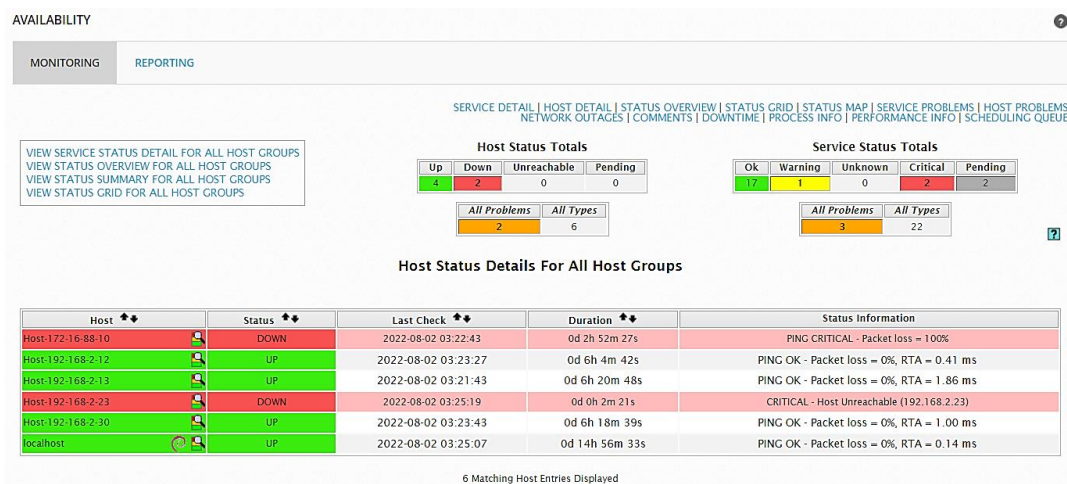 AVAILABILITY
?
MONITORING REPORTING
SERVICE DETAIL | HOST DETAIL | STATUS OVERVIEW | STATUS GRID | STATUS MAP | SERVICE PROBLEMS | HOST PROBLEMS
NETWORK OUTAGES | COMMENTS | DOWNTIME | PROCESS INFO | PERFORMANCE INFO | SCHEDULING QUEUE
VIEW SERVICE STATUS DETAIL FOR ALL HOST GROUPS
VIEW STATUS OVERVIEW FOR ALL HOST GROUPS
VIEW STATUS SUMMARY FOR ALL HOST GROUPS
VIEW STATUS GRID FOR ALL HOST GROUPS
Host Status Totals
Up Down Unreachable Pending
4 2 0 0
All Problems All Types
2 6
Service Status Totals
Ok Warning Unknown Critical Pending
17 1 0 2 2
All Problems All Types
3 22
?
Host Status Details For All Host Groups
Host Status Last Check Duration Status Information
Host-172-16-88-10 DOWN 2022-08-02 03:22:43 0d 2h 52m 27s PING CRITICAL - Packet loss = 100%
Host-192-168-2-12 UP 2022-08-02 03:23:27 0d 6h 4m 42s PING OK - Packet loss = 0%, RTA = 0.41 ms
Host-192-168-2-13 UP 2022-08-02 03:21:43 0d 6h 20m 48s PING OK - Packet loss = 0%, RTA = 1.86 ms
Host-192-168-2-23 DOWN 2022-08-02 03:25:19 0d 0h 2m 21s CRITICAL - Host Unreachable (192.168.2.23)
Host-192-168-2-30 UP 2022-08-02 03:23:43 0d 6h 18m 39s PING OK - Packet loss = 0%, RTA = 1.00 ms
localhost UP 2022-08-02 03:25:07 0d 14h 56m 33s PING OK - Packet loss = 0%, RTA = 0.14 ms
6 Matching Host Entries Displayed